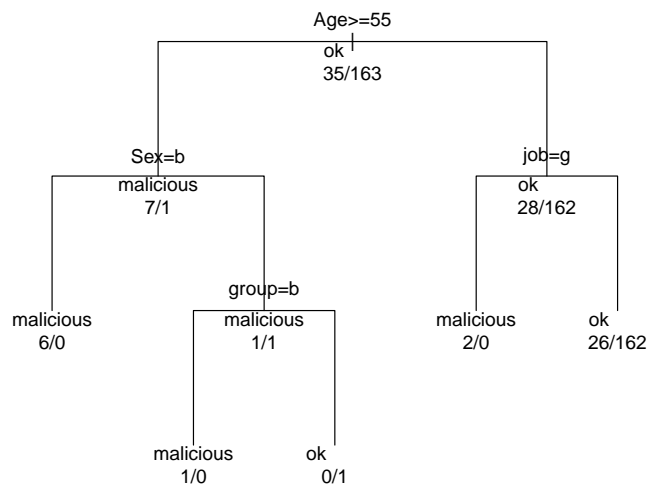 Age>=55
ok
35/163
Sex=b
malicious
7/1
job=g
ok
28/162
malicious
6/0
group=b
malicious
1/1
malicious
2/0
ok
26/162
malicious
1/0
ok
0/1